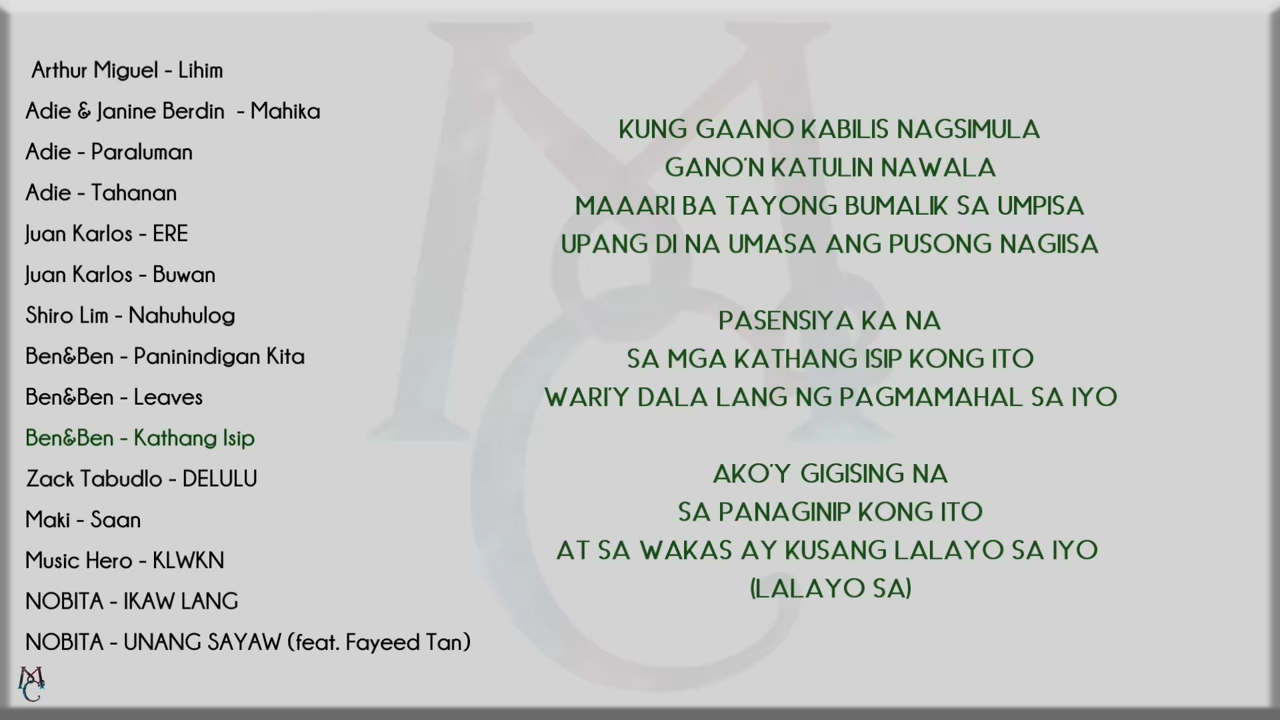 Arthur Miguel - Lihim
Adie & Janine Berdin - Mahika
Adie - Paraluman
Adie - Tahanan
Juan Karlos - ERE
Juan Karlos - Buwan
Shiro Lim - Nahuhulog
Ben&Ben - Paninindigan Kita
Ben&Ben - Leaves
Ben&Ben - Kathang Isip
Zack Tabudlo - DELULU
Maki - Saan
Music Hero - KLWKN
NOBITA - IKAW LANG
NOBITA - UNANG SAYAW (feat. Fayeed Tan)
KUNG GAANO KABILIS NAGSIMULA
GANO'N KATULIN NAWALA
MAAARI BA TAYONG BUMALIK SA UMPISA
UPANG DI NA UMASA ANG PUSONG NAGIISA
PASENSIYA KA NA
SA MGA KATHANG ISIP KONG ITO
WARI'Y DALA LANG NG PAGMAMAHAL SA IYO
AKO'Y GIGISING NA
SA PANAGINIP KONG ITO
AT SA WAKAS AY KUSANG LALAYO SA IYO
(LALAYO SA)
MC